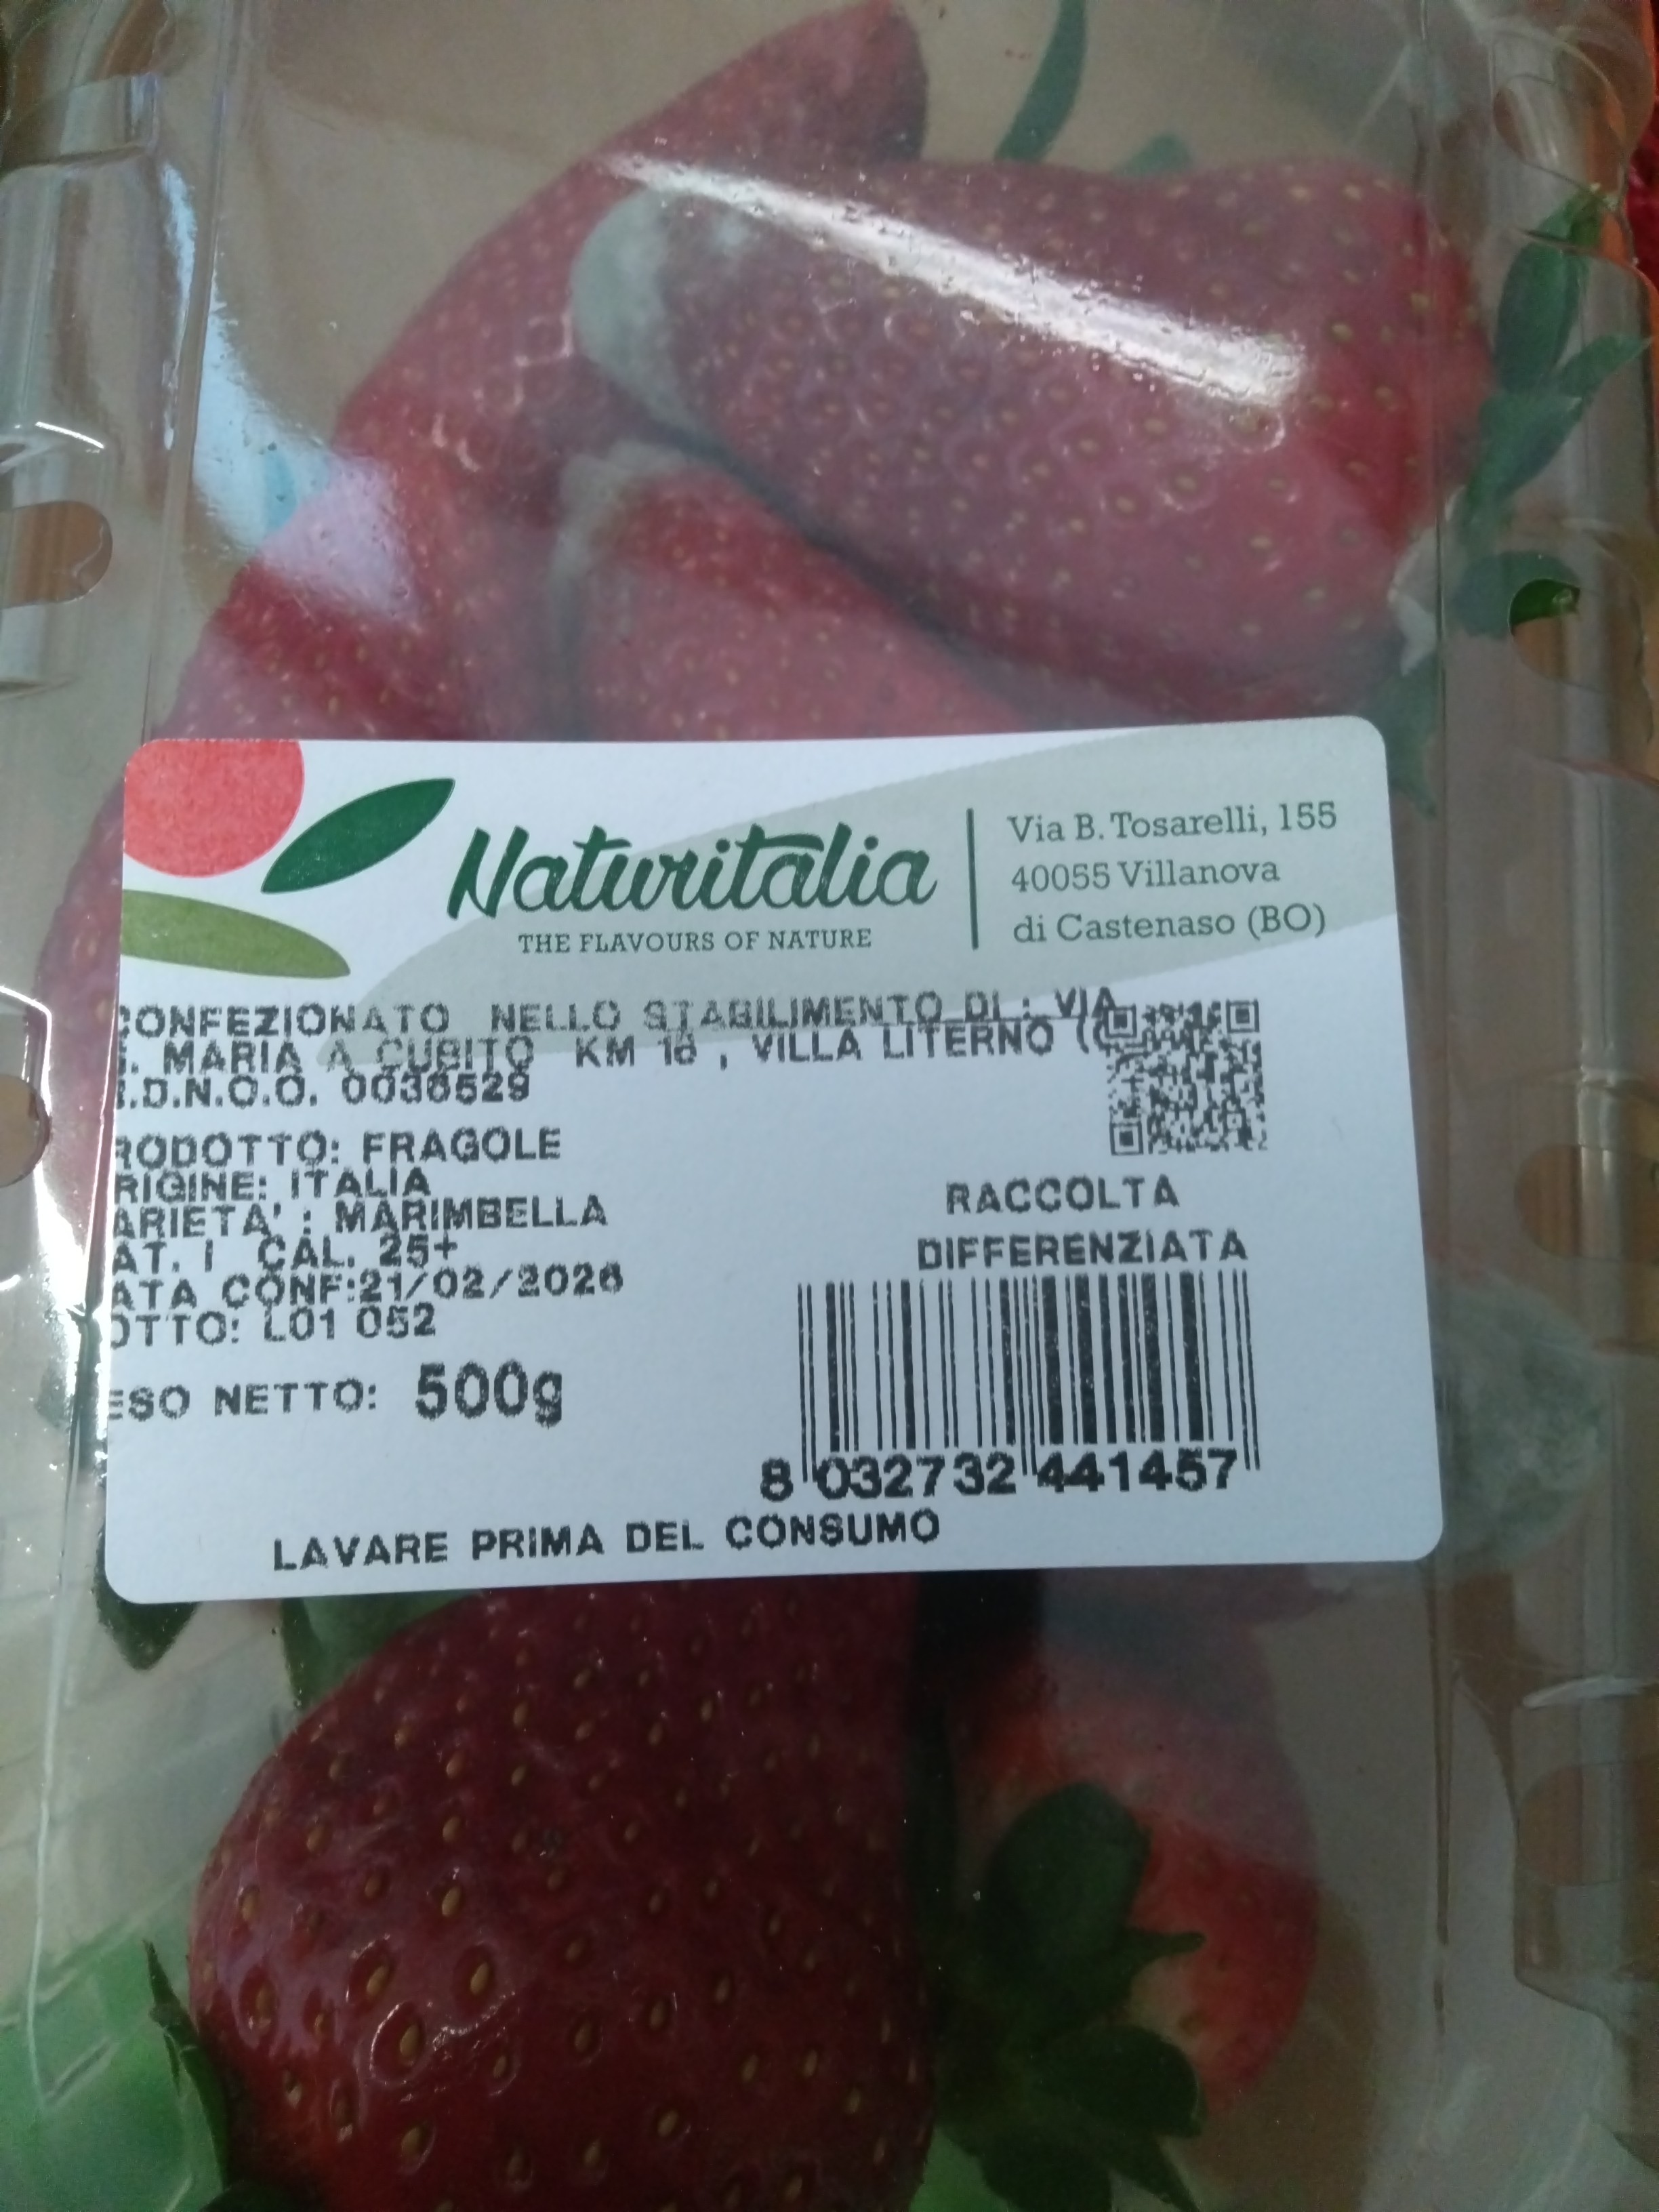 Naturitalia
THE FLAVOURS OF NATURE
Via B. Tosarelli, 155
40055 Villanova
di Castenaso (BO)
CONFEZIONATO NELLO STABILIMENTO DI : VIA
. MARIA A CUBITO KM 18 , VILLA LITERNO (C
.D.N.O.O. 0036529
RODOTTO: FRAGOLE
RIGINE: ITALIA
ARIETA' : MARIMBELLA
AT. I CAL. 25+
ATA CONF:21/02/2026
OTTO: L01 052
ESO NETTO: 500g
RACCOLTA
DIFFERENZIATA
8 032732 441457
LAVARE PRIMA DEL CONSUMO